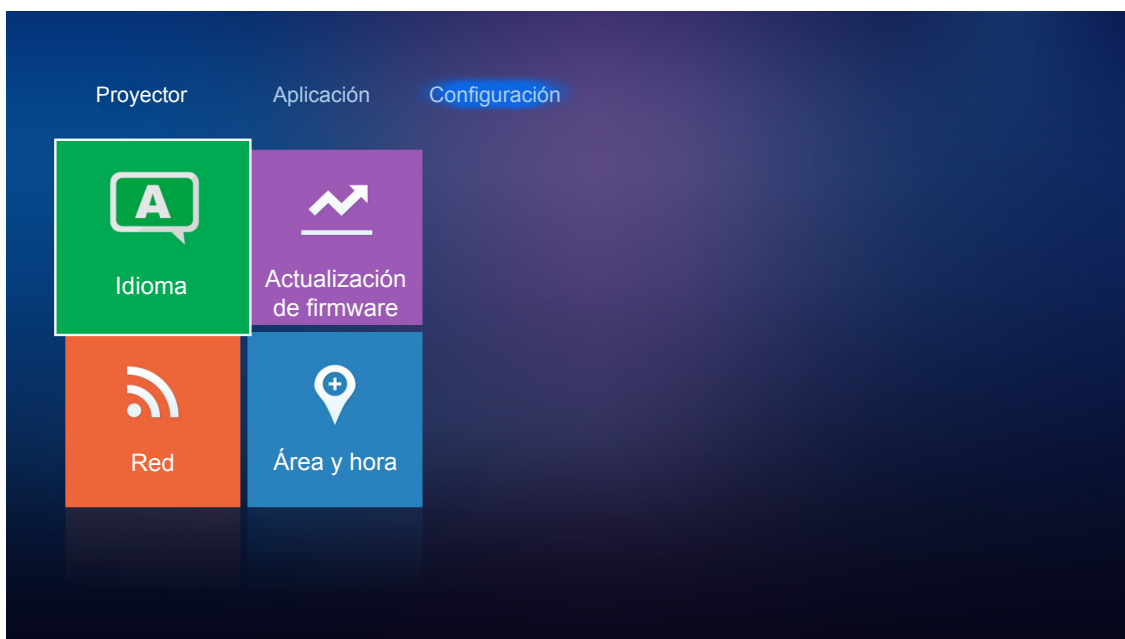 Proyector
Aplicación
Configuración
A
Idioma
Actualización
de firmware
Red
Área y hora